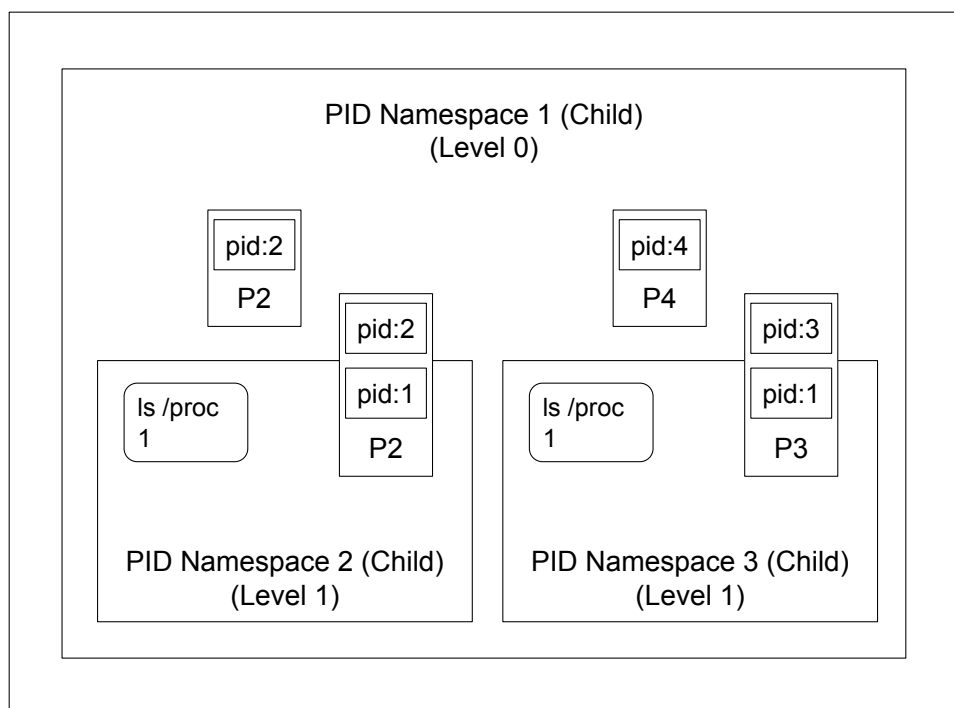 PID Namespace 1 (Child)
(Level 0)
pid:2
P2
pid:4
P4
pid:2
pid:1
P2
pid:3
pid:1
P3
ls /proc
1
ls /proc
1
PID Namespace 2 (Child)
(Level 1)
PID Namespace 3 (Child)
(Level 1)